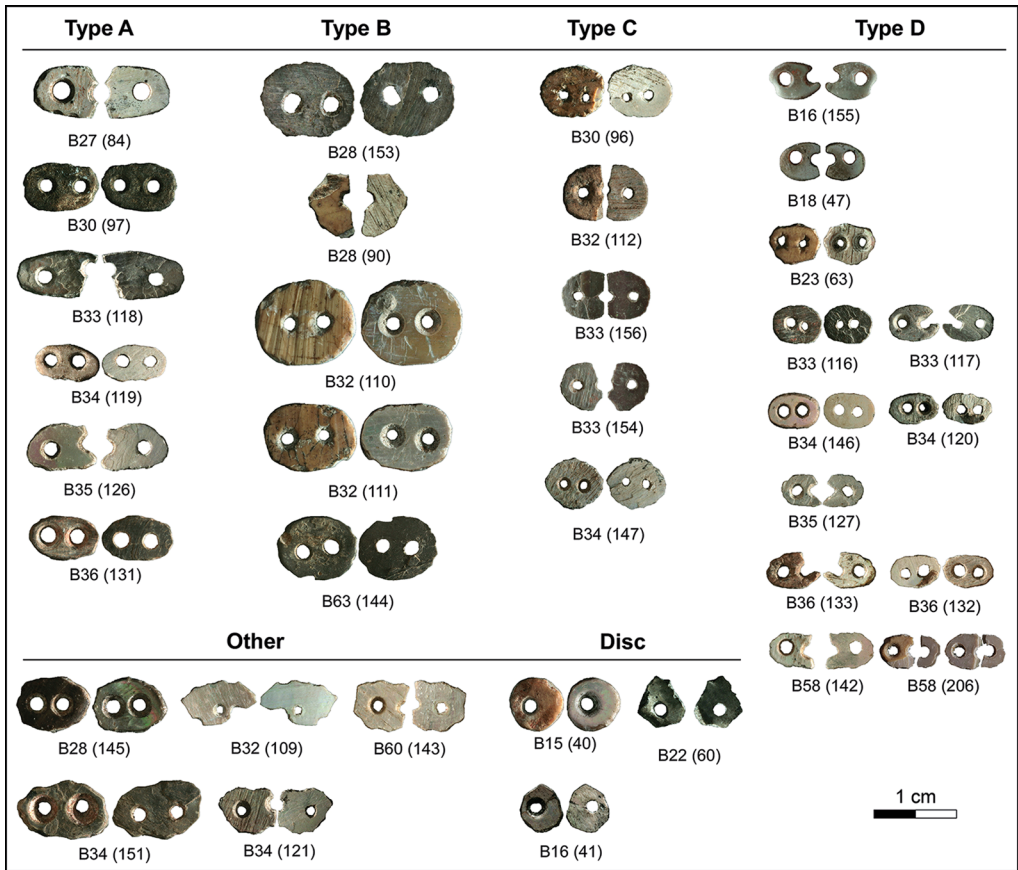 Type A
Type B
Type C
Type D
B27 (84)
B30 (97)
B33 (118)
B34 (119)
B35 (126)
B36 (131)
B28 (153)
B28 (90)
B32 (110)
B32 (111)
B63 (144)
B30 (96)
B32 (112)
B33 (156)
B33 (154)
B34 (147)
B16 (155)
B18 (47)
B23 (63)
B33 (116)
B33 (117)
B34 (146)
B34 (120)
B35 (127)
B36 (133)
B36 (132)
B58 (142)
B58 (206)
Other
B28 (145)
B32 (109)
B60 (143)
B34 (151)
B34 (121)
Disc
B15 (40)
B22 (60)
B16 (41)
1 cm